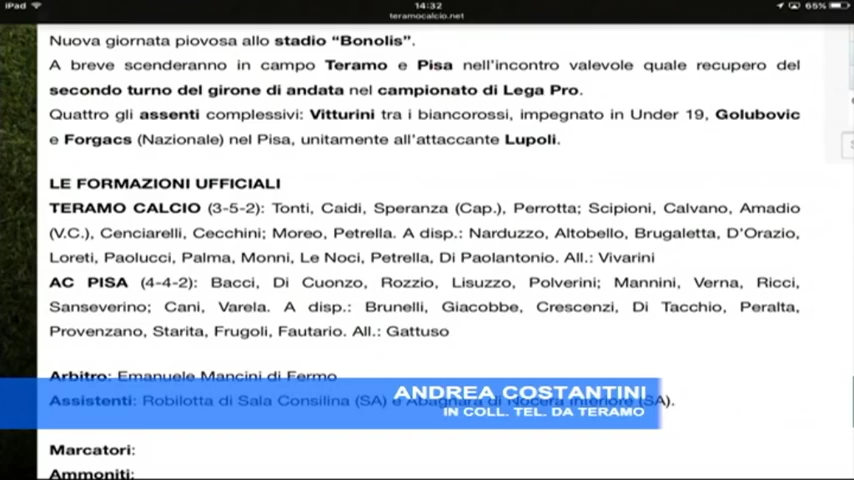 iPad 14:32 65%
teramocalcio.net
Nuova giornata piovosa allo stadio “Bonolis”.
A breve scenderanno in campo Teramo e Pisa nell'incontro valevole quale recupero del
secondo turno del girone di andata nel campionato di Lega Pro.
Quattro gli assenti complessivi: Vitturini tra i biancorossi, impegnato in Under 19, Golubovic
e Forgacs (Nazionale) nel Pisa, unitamente all'attaccante Lupoli.
LE FORMAZIONI UFFICIALI
TERAMO CALCIO (3-5-2): Tonti, Caidi, Speranza (Cap.), Perrotta; Scipioni, Calvano, Amadio
(V.C.), Cenciarelli, Cecchini; Moreo, Petrella. A disp.: Narduzzo, Altobello, Brugaletta, D'Orazio,
Loreti, Paolucci, Palma, Monni, Le Noci, Petrella, Di Paolantonio. All.: Vivarini
AC PISA (4-4-2): Bacci, Di Cuonzo, Rozzio, Lisuzzo, Polverini; Mannini, Verna, Ricci,
Sanseverino; Cani, Varela. A disp.: Brunelli, Giacobbe, Crescenzi, Di Tacchio, Peralta,
Provenzano, Starita, Frugoli, Fautario. All.: Gattuso
Arbitro: Emanuele Mancini di Fermo
Assistenti: Robilotta di Sala Consilina (SA) e Abagnara di Nocera Inferiore (SA).
ANDREA COSTANTINI
IN COLL. TEL. DA TERAMO
Marcatori:
Ammoniti: